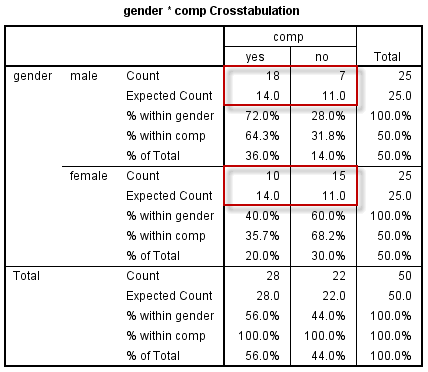 gender * comp Crosstabulation
comp
yes no Total
gender male Count 18 7 25
Expected Count 14.0 11.0 25.0
% within gender 72.0% 28.0% 100.0%
% within comp 64.3% 31.8% 50.0%
% of Total 36.0% 14.0% 50.0%
female Count 10 15 25
Expected Count 14.0 11.0 25.0
% within gender 40.0% 60.0% 100.0%
% within comp 35.7% 68.2% 50.0%
% of Total 20.0% 30.0% 50.0%
Total Count 28 22 50
Expected Count 28.0 22.0 50.0
% within gender 56.0% 44.0% 100.0%
% within comp 100.0% 100.0% 100.0%
% of Total 56.0% 44.0% 100.0%